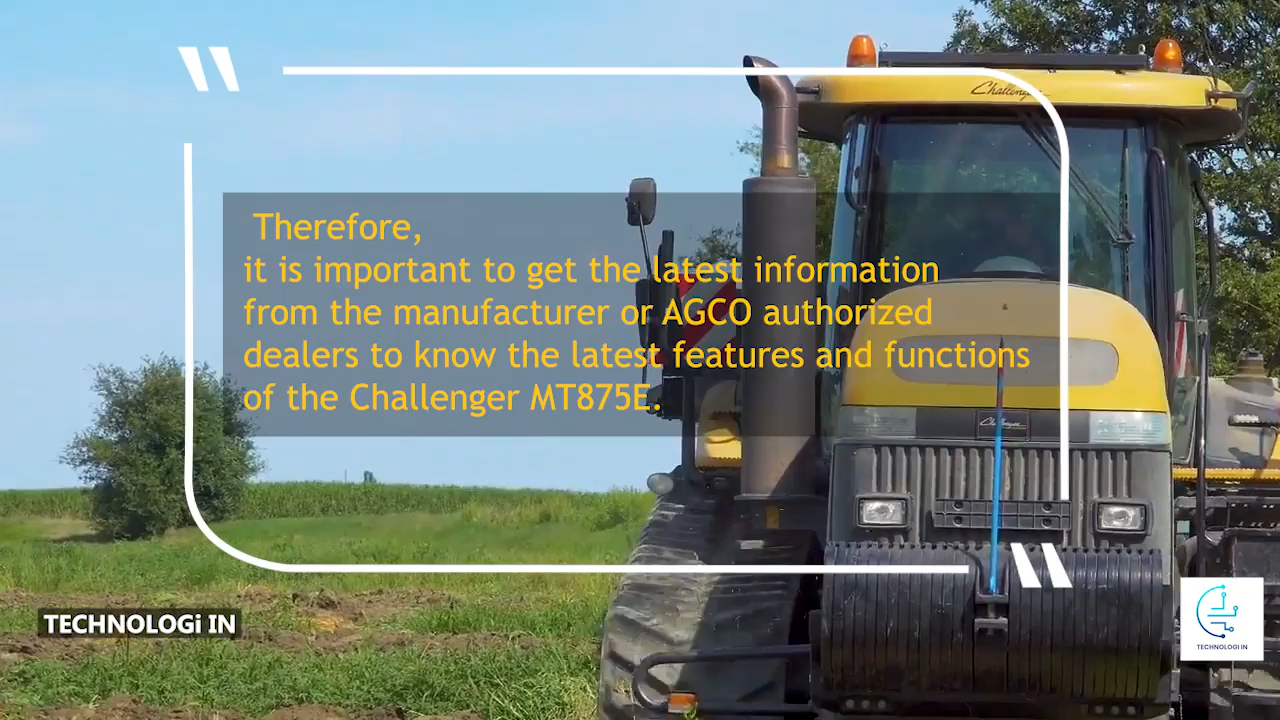 Challenger
Therefore,
it is important to get the latest information
from the manufacturer or AGCO authorized
dealers to know the latest features and functions
of the Challenger MT875E.
Challenger
TECHNOLOGi IN
TECHNOLOGI IN